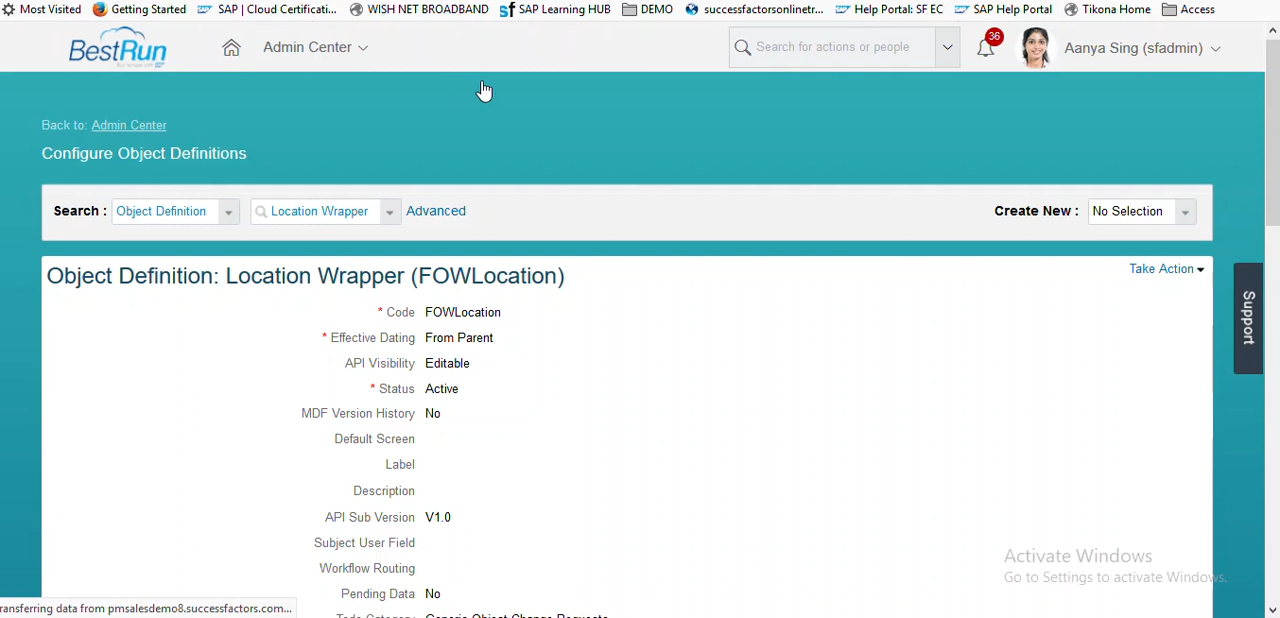 Most Visited Getting Started SAP | Cloud Certificati... WISH NET BROADBAND SAP Learning HUB DEMO successfactorsonlinetr... Help Portal: SF EC SAP Help Portal Tikona Home Access
BestRun Admin Center Search for actions or people 36 Aanya Sing (sfadmin)
Back to: Admin Center
Configure Object Definitions
Search : Object Definition Location Wrapper Advanced Create New : No Selection
Object Definition: Location Wrapper (FOWLocation) Take Action
* Code FOWLocation
* Effective Dating From Parent
API Visibility Editable
* Status Active
MDF Version History No
Default Screen
Label
Description
API Sub Version V1.0
Subject User Field
Workflow Routing
Pending Data No
Support
Activate Windows
Go to Settings to activate Windows.
ransferring data from pmsalesdemo8.successfactors.com...